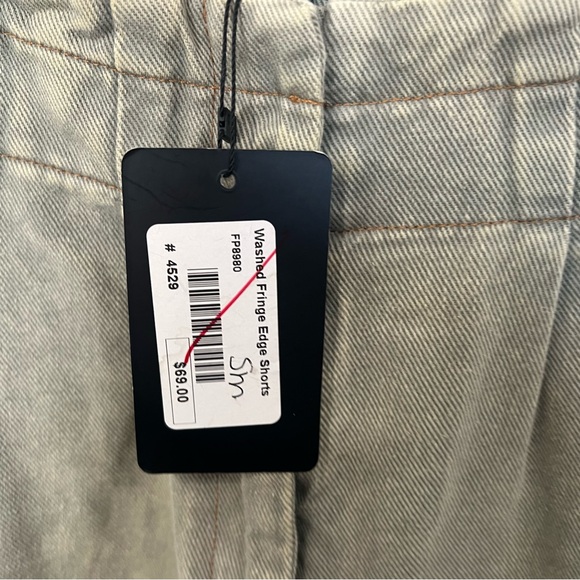 Washed Fringe Edge Shorts
FP8980
Sm
# 4529
$69.00